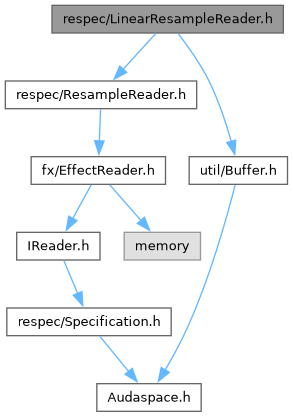 respec/LinearResampleReader.h
respec/ResampleReader.h
fx/EffectReader.h
util/Buffer.h
IReader.h
memory
respec/Specification.h
Audaspace.h